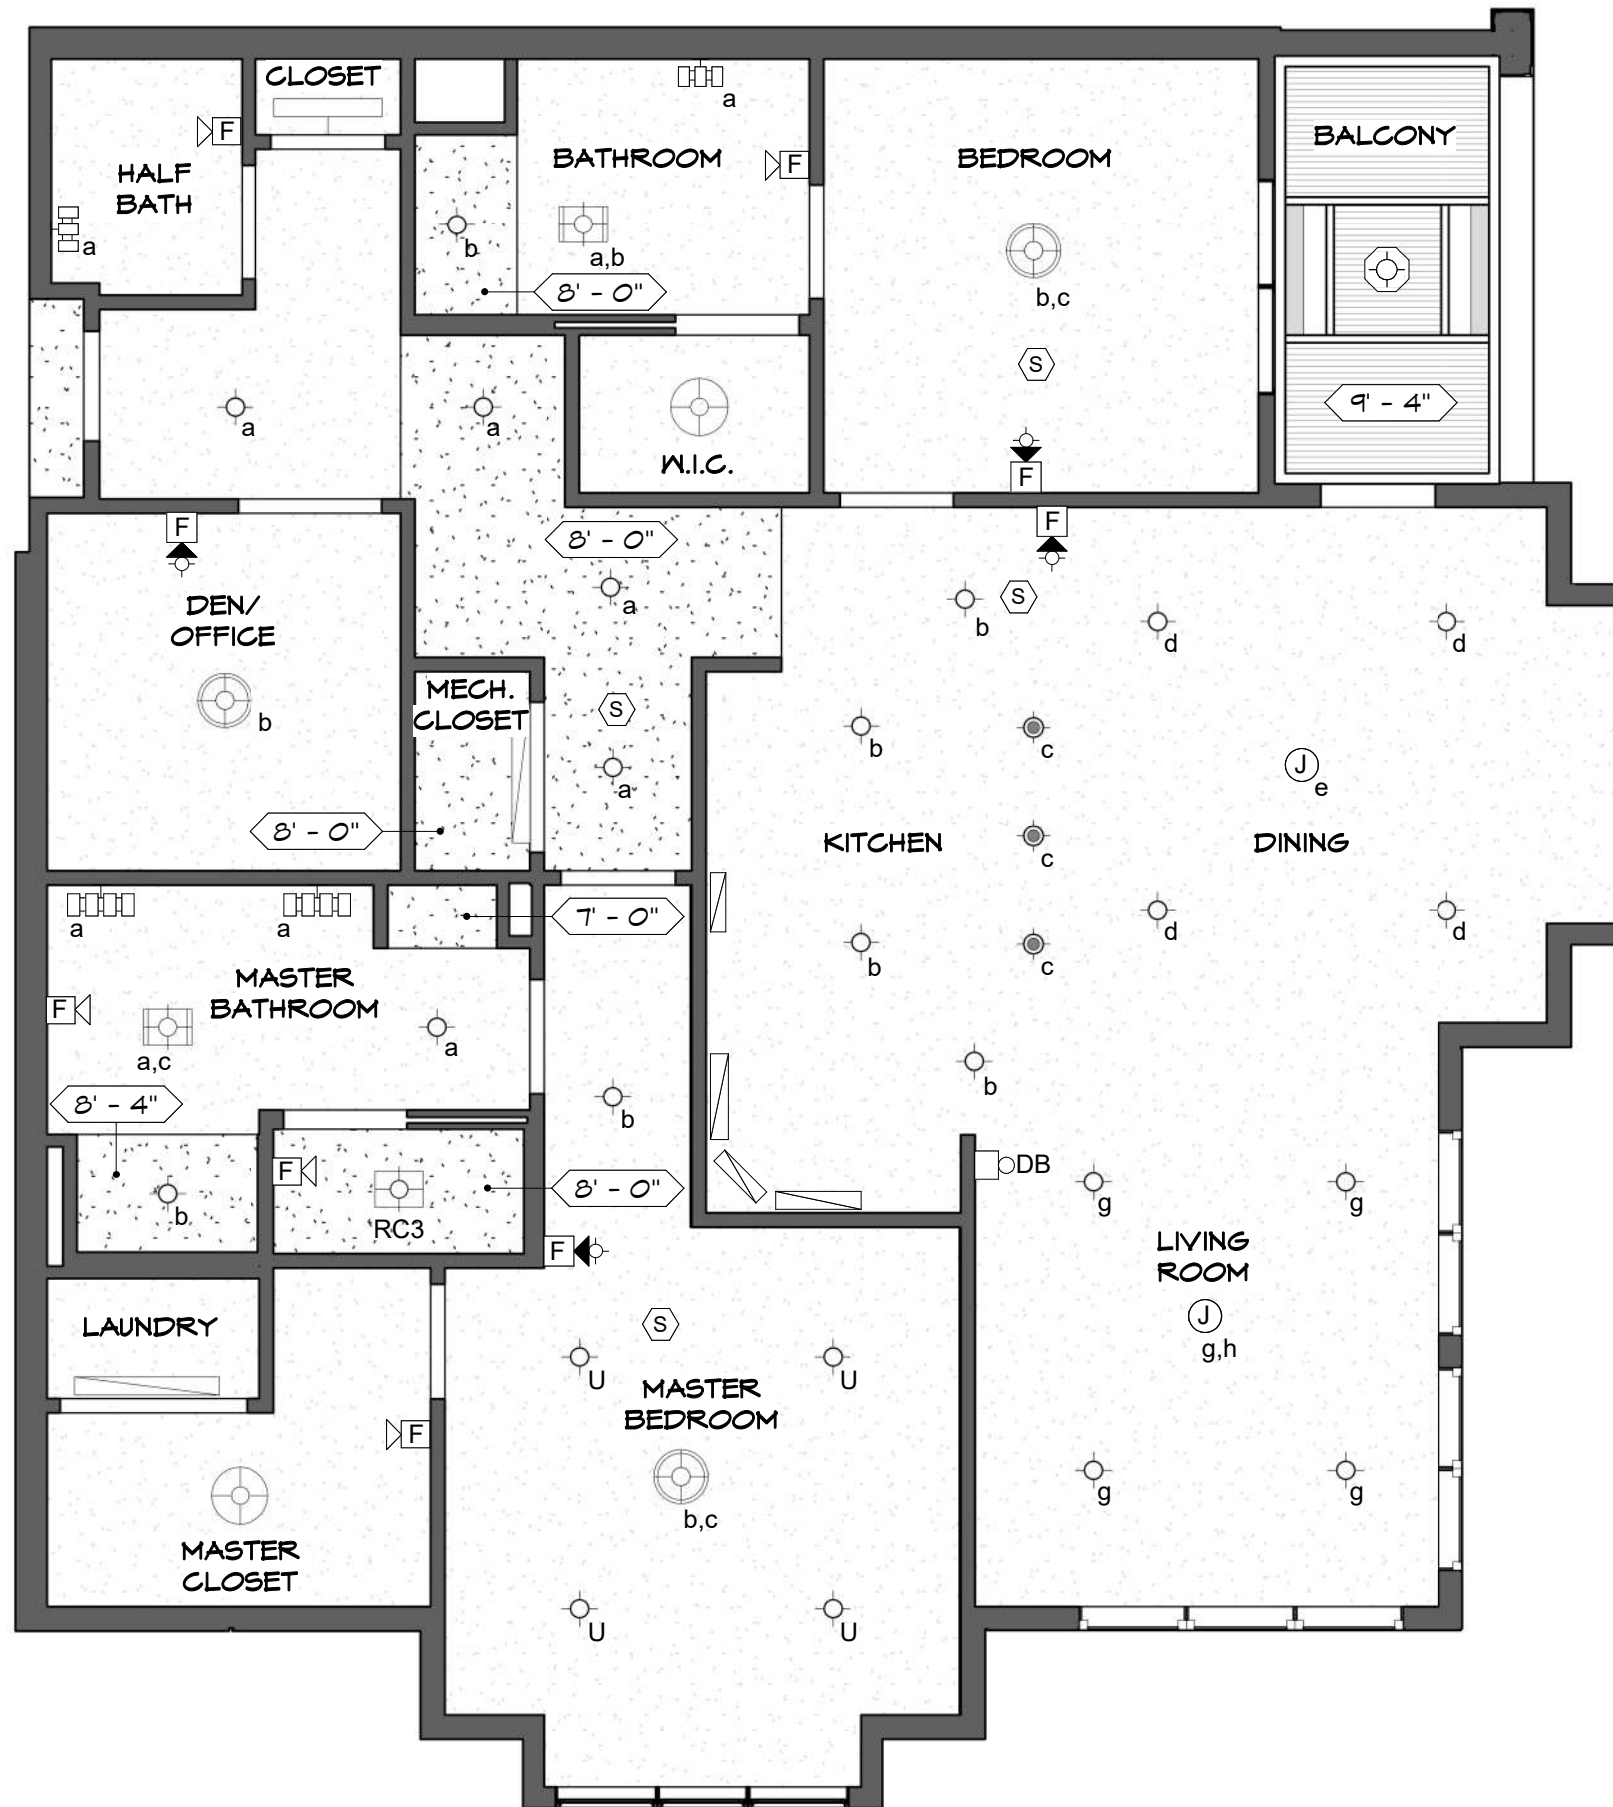 CLOSET
a
BATHROOM
BEDROOM
BALCONY
F
F
HALF
BATH
a
b
a,b
8' - 0"
b,c
S
9' - 4"
a
a
W.I.C.
F
F
F
8' - 0"
DEN/
OFFICE
a
S
b
d
d
b
MECH.
CLOSET
S
a
b
c
J
e
8' - 0"
KITCHEN
c
DINING
a
a
7' - 0"
b
c
d
d
MASTER
BATHROOM
F
a,c
a
8' - 4"
b
b
F
RC3
8' - 0"
b
DB
g
g
F
LIVING
ROOM
LAUNDRY
S
J
g,h
U
U
MASTER
BEDROOM
F
b,c
g
g
MASTER
CLOSET
U
U